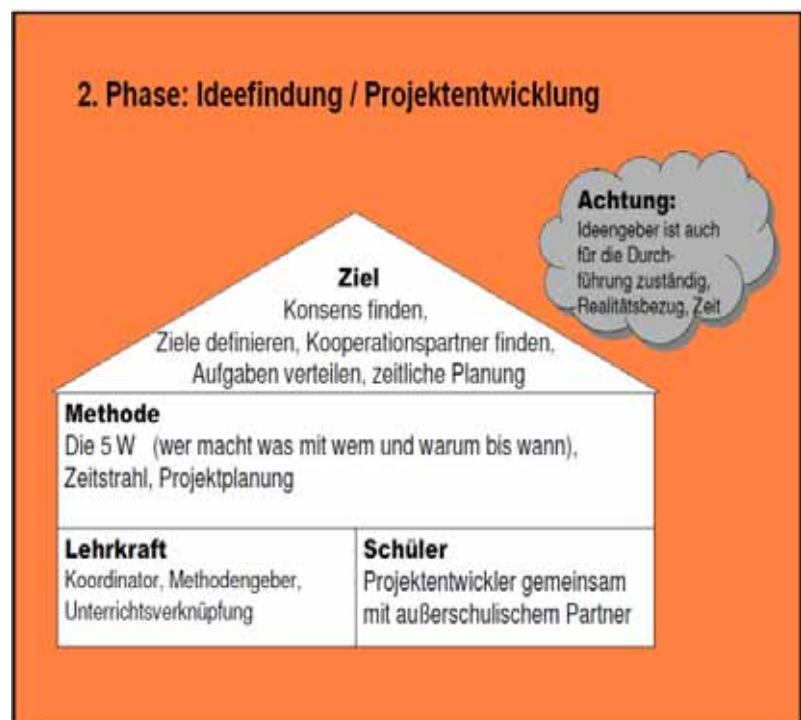 2. Phase: Ideefindung / Projektentwicklung
Achtung:
Ideengeber ist auch
für die Durch-
führung zuständig,
Realitätsbezug, Zeit
Ziel
Konsens finden,
Ziele definieren, Kooperationspartner finden,
Aufgaben verteilen, zeitliche Planung
Methode
Die 5 W (wer macht was mit wem und warum bis wann),
Zeitstrahl, Projektplanung
Lehrkraft
Koordinator, Methodengeber,
Unterrichtsverknüpfung
Schüler
Projektentwickler gemeinsam
mit außerschulischem Partner